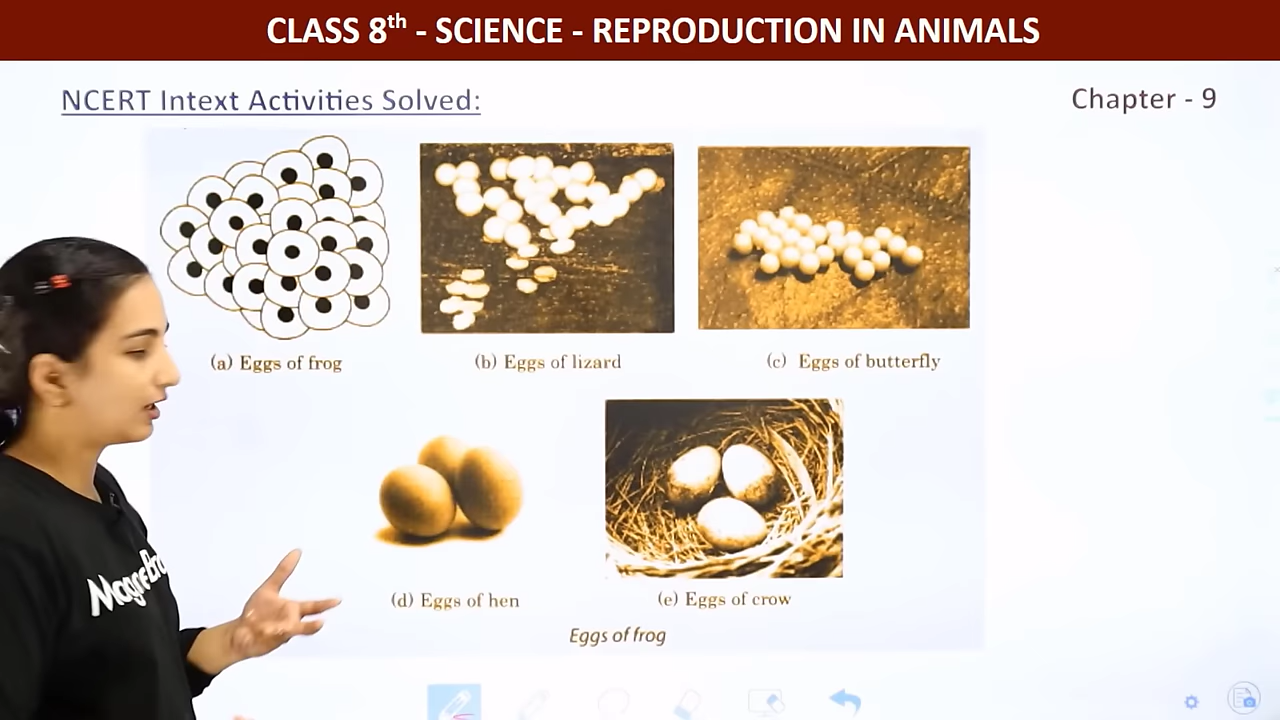 CLASS 8th - SCIENCE - REPRODUCTION IN ANIMALS
NCERT Intext Activities Solved:
Chapter - 9
(a) Eggs of frog
(b) Eggs of lizard
(c) Eggs of butterfly
(d) Eggs of hen
(e) Eggs of crow
Eggs of frog